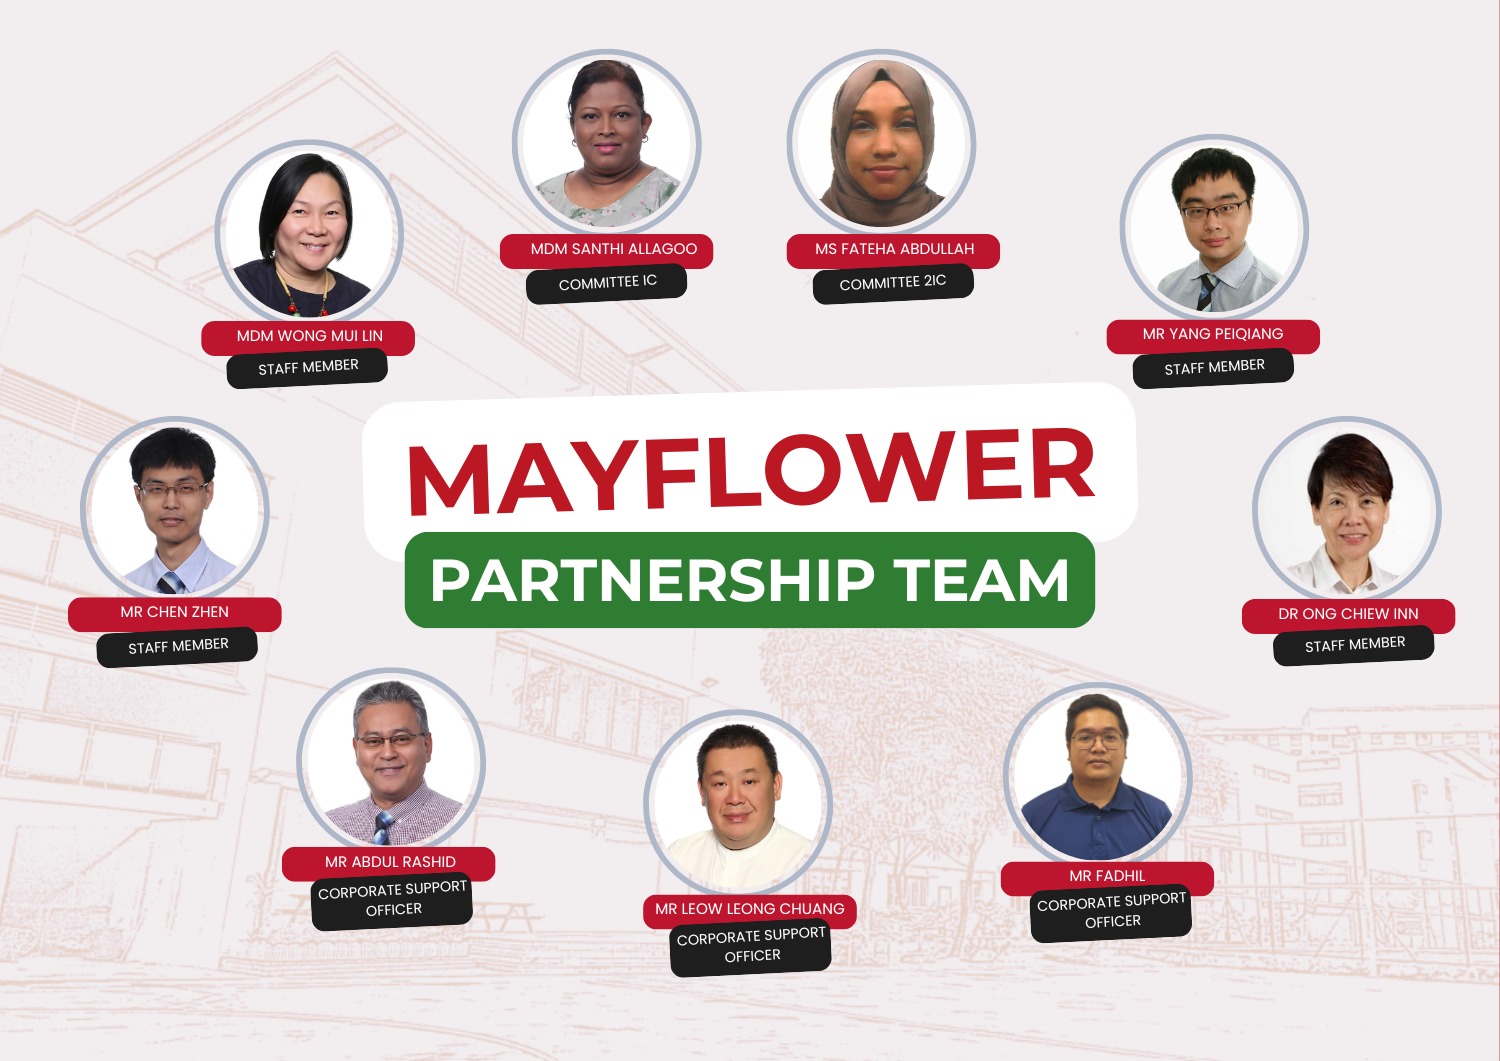 MDM SANTHI ALLAGOO
COMMITTEE IC
MS FATEHA ABDULLAH
COMMITTEE 2IC
MDM WONG MUI LIN
STAFF MEMBER
MR YANG PEIQIANG
STAFF MEMBER
MAYFLOWER
PARTNERSHIP TEAM
MR CHEN ZHEN
STAFF MEMBER
DR ONG CHIEW INN
STAFF MEMBER
MR ABDUL RASHID
CORPORATE SUPPORT
OFFICER
MR LEOW LEONG CHUANG
CORPORATE SUPPORT
OFFICER
MR FADHIL
CORPORATE SUPPORT
OFFICER